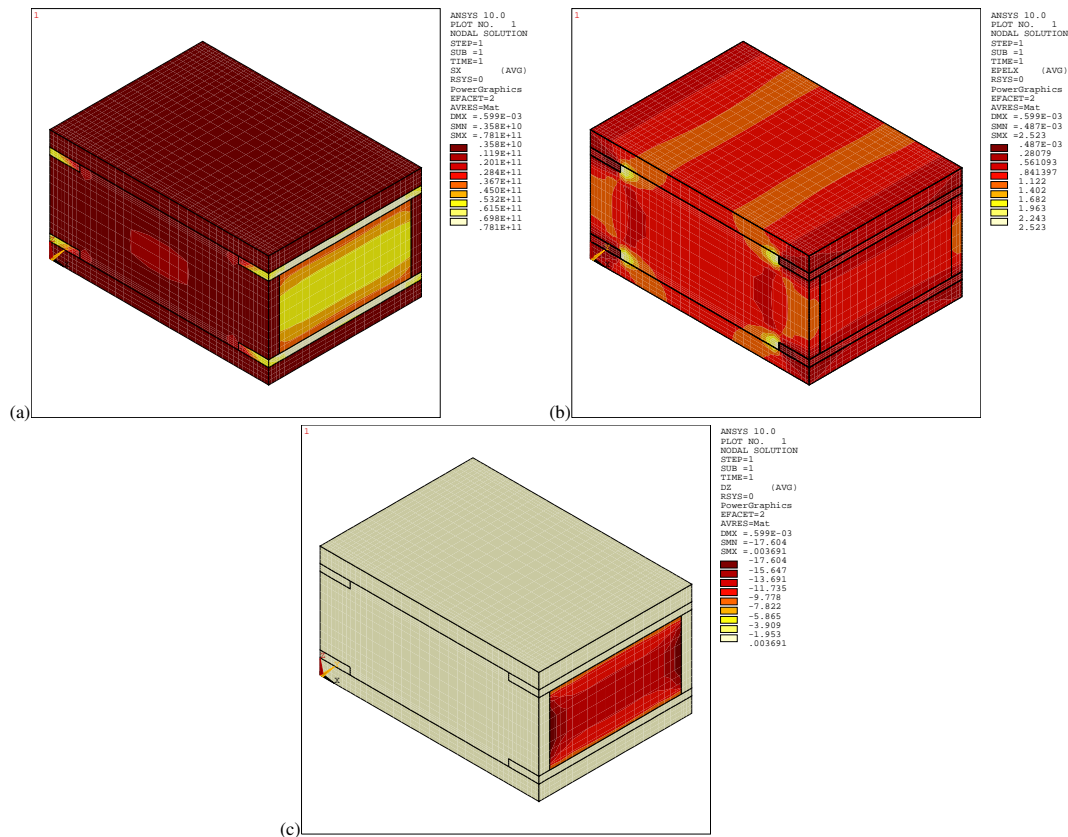 1
ANSYS 10.0
PLOT NO. 1
NODAL SOLUTION
STEP=1
SUB =1
TIME=1
SX (AVG)
RSYS=0
PowerGraphics
EFACET=2
AVRES=Mat
DMX =.599E-03
SMN =.358E+10
SMX =.781E+11
.358E+10
.119E+11
.201E+11
.284E+11
.367E+11
.450E+11
.532E+11
.615E+11
.698E+11
.781E+11
(a)
1
ANSYS 10.0
PLOT NO. 1
NODAL SOLUTION
STEP=1
SUB =1
TIME=1
EPELX (AVG)
RSYS=0
PowerGraphics
EFACET=2
AVRES=Mat
DMX =.599E-03
SMN =.487E-03
SMX =2.523
.487E-03
.28079
.561093
.841397
1.122
1.402
1.682
1.963
2.243
2.523
(b)
1
ANSYS 10.0
PLOT NO. 1
NODAL SOLUTION
STEP=1
SUB =1
TIME=1
DZ (AVG)
RSYS=0
PowerGraphics
EFACET=2
AVRES=Mat
DMX =.599E-03
SMN =-17.604
SMX =.003691
-17.604
-15.647
-13.691
-11.735
-9.778
-7.822
-5.865
-3.909
-1.953
.003691
X
(c)